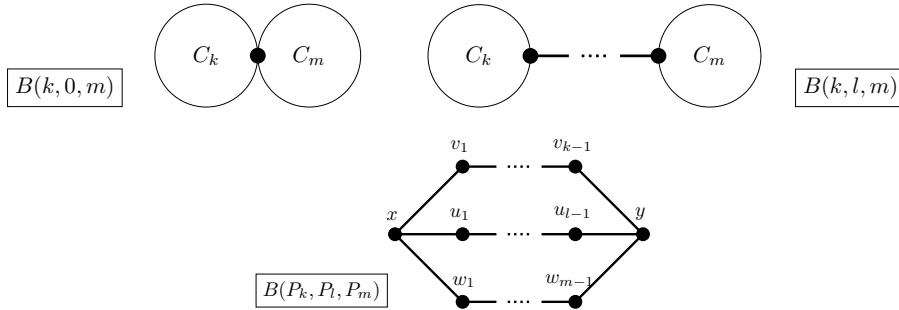 $C_k$ $C_m$ $C_k$ ···· $C_m$
$B(k, 0, m)$ $B(k, l, m)$
$v_1$ ···· $v_{k-1}$
$x$ $u_1$ ···· $u_{l-1}$ $y$
$w_1$ ···· $w_{m-1}$
$B(P_k, P_l, P_m)$